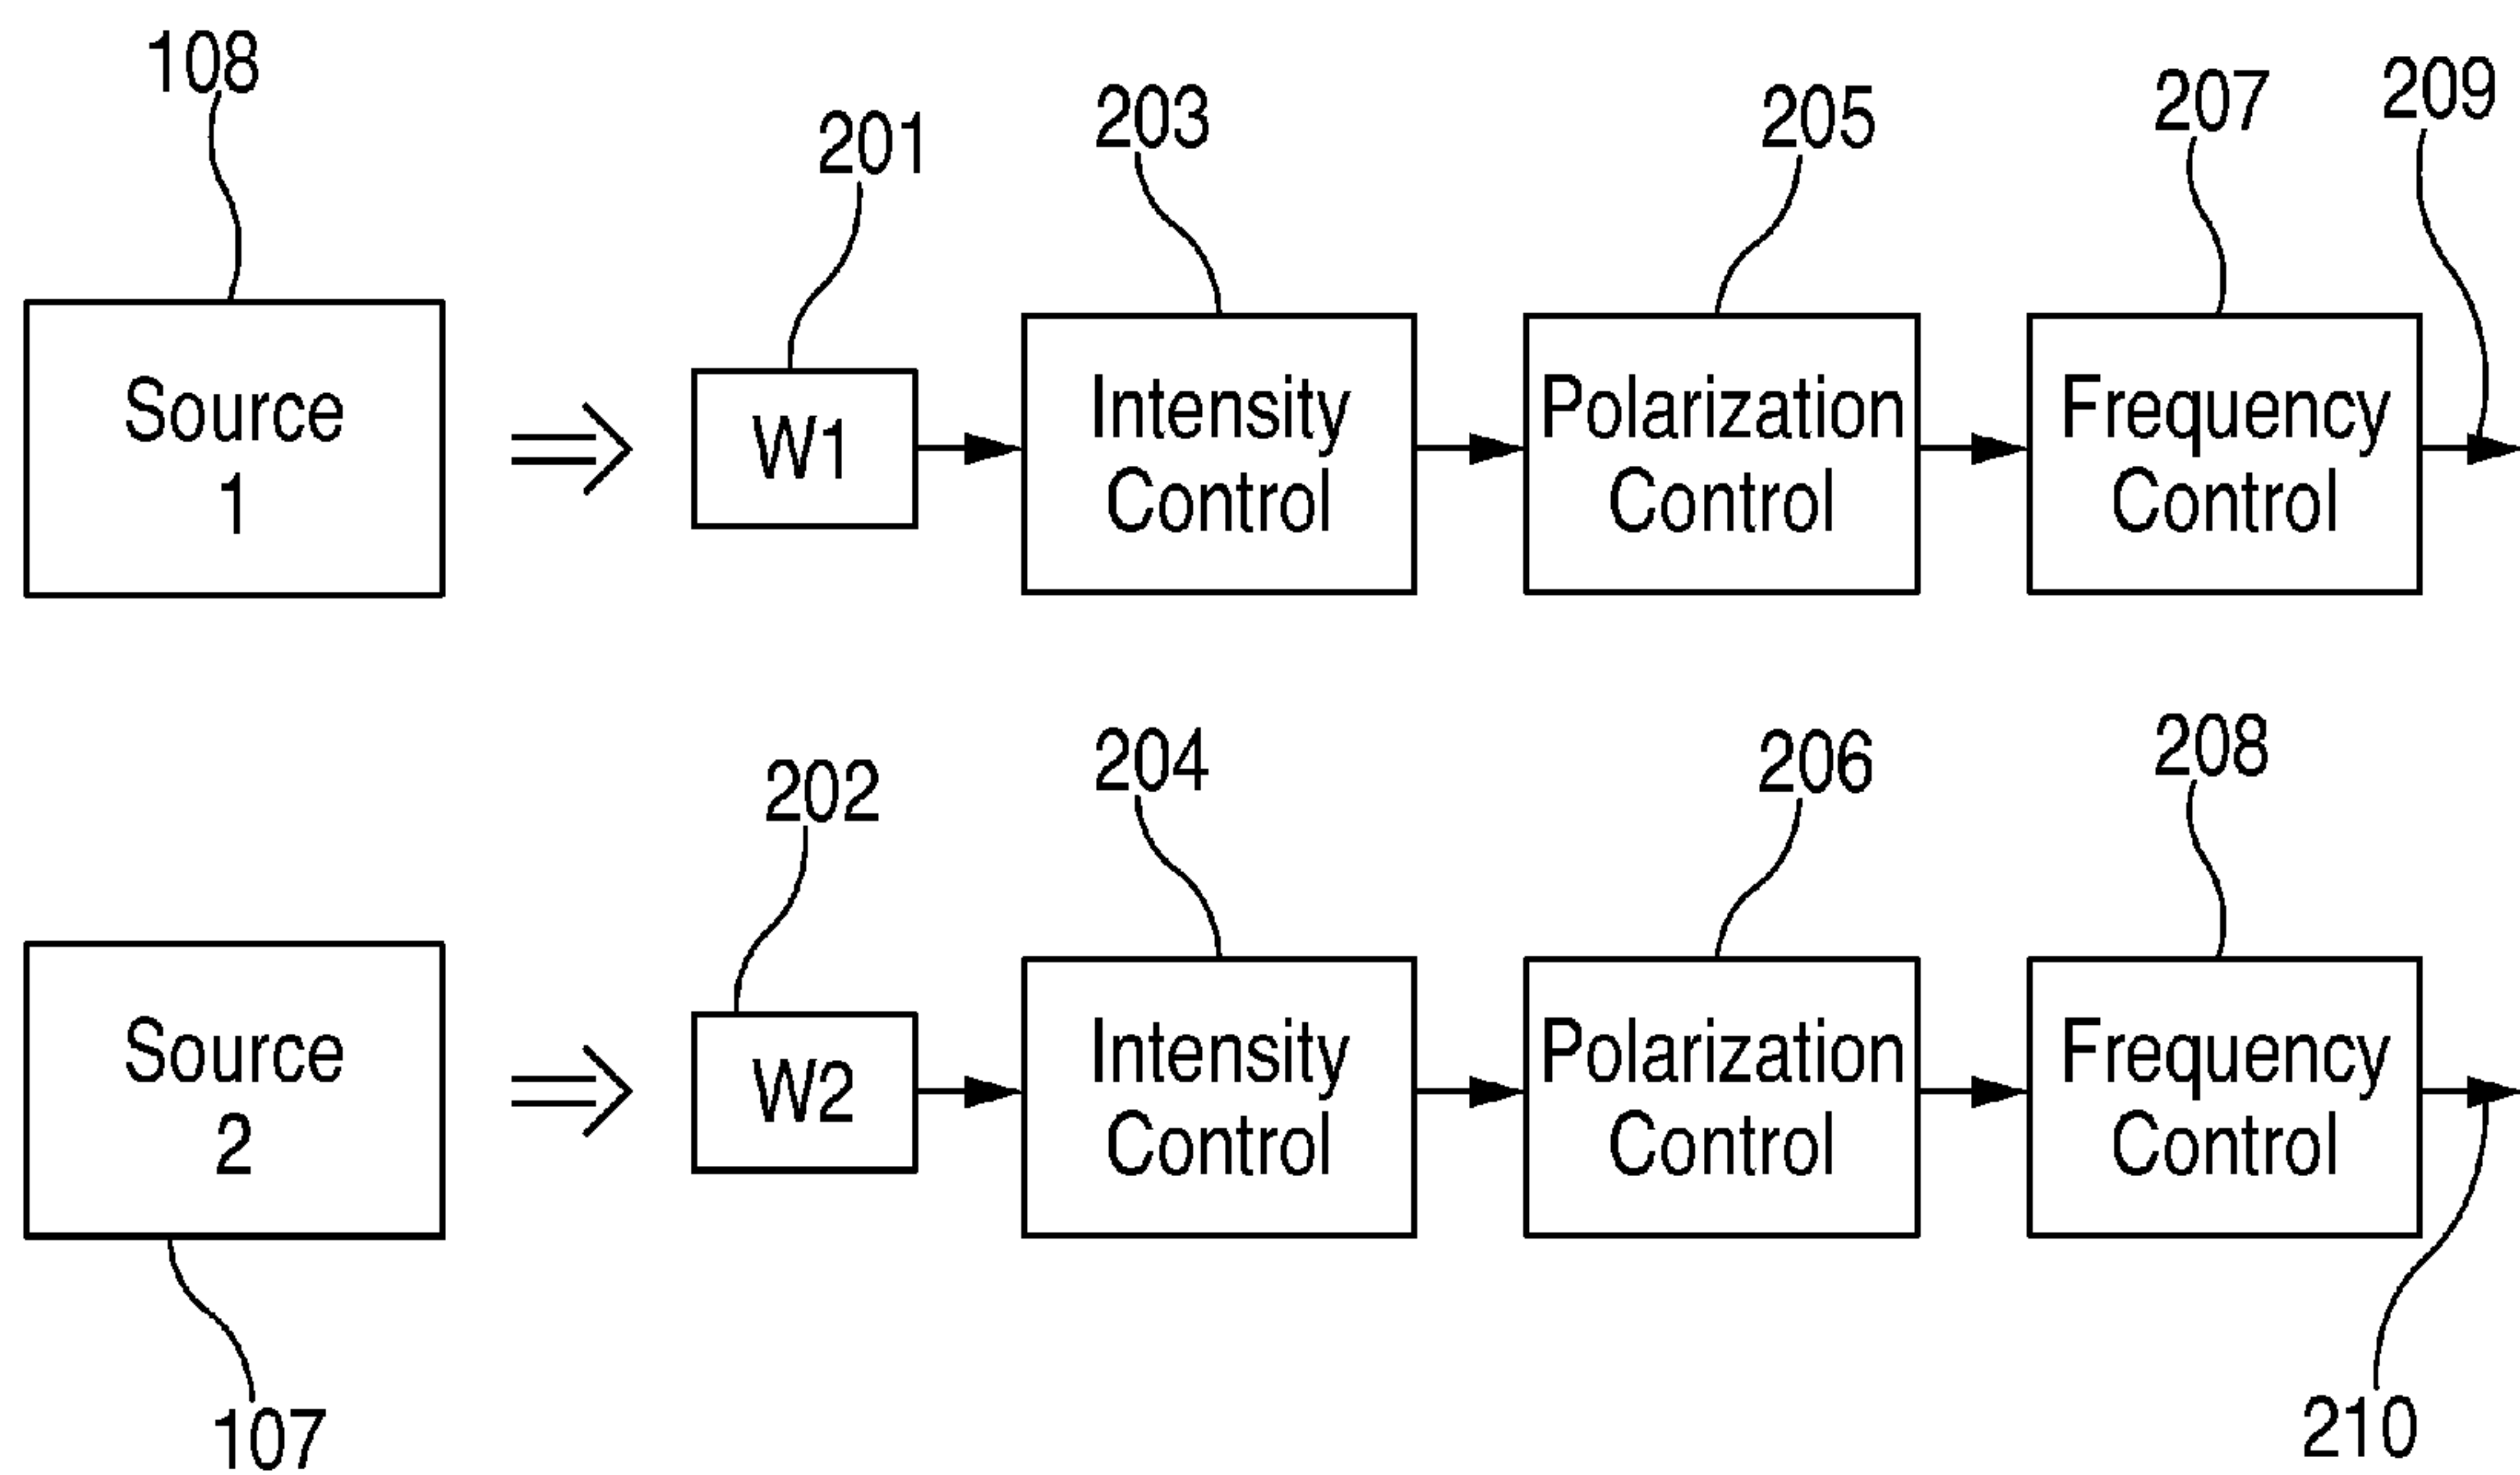 108
201
203
205
207
209
Source
1
W1
Intensity
Control
Polarization
Control
Frequency
Control
202
204
206
208
Source
2
W2
Intensity
Control
Polarization
Control
Frequency
Control
107
210